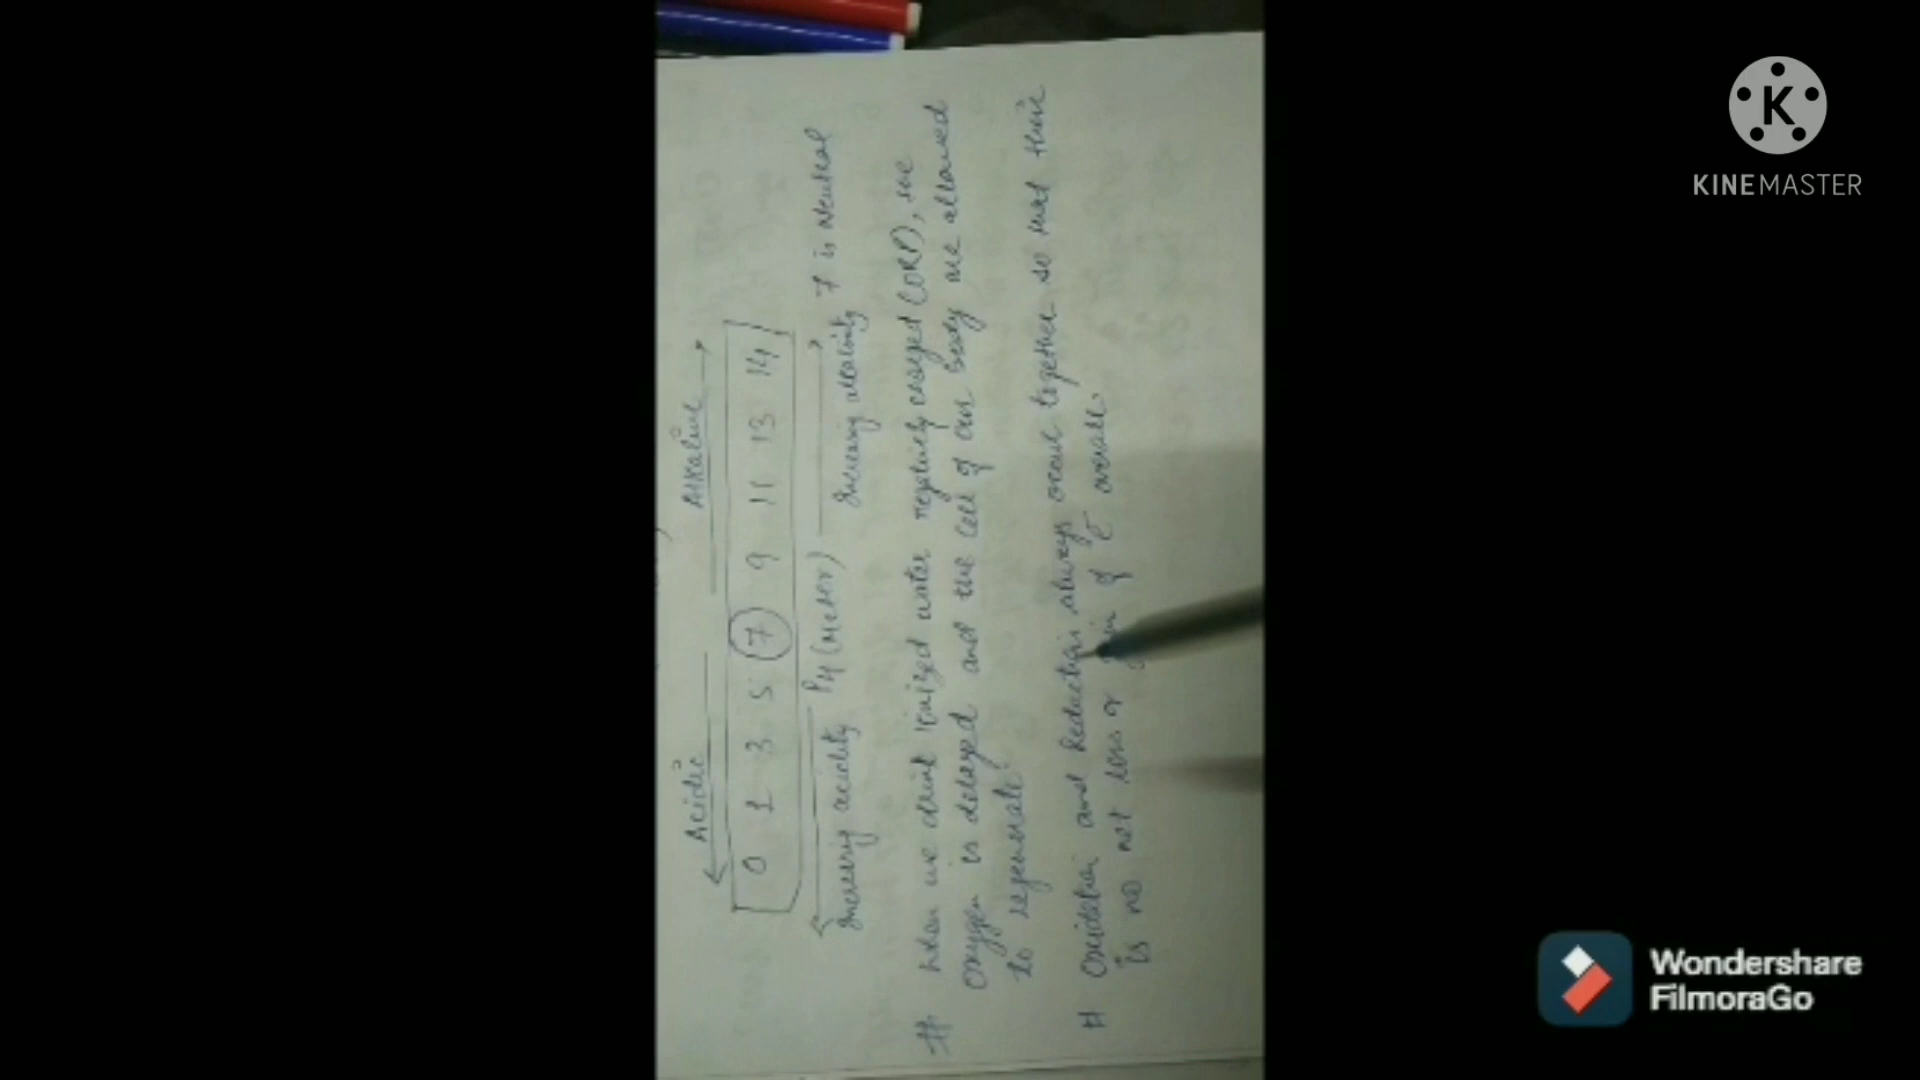 Acidic Alkaline
0 1 3 5 7 9 11 13 14
Increasing acidity PH (Meter) Increasing alkalinity 7 is Neutral
# when we drink ionized water negatively charged (ORP), the
oxygen is delayed and the cell of our body are allowed
to regenerate
# Oxidation and Reduction always occur together so that their
is no net loss or gain of e- overall.
KINEMASTER
Wondershare
FilmoraGo